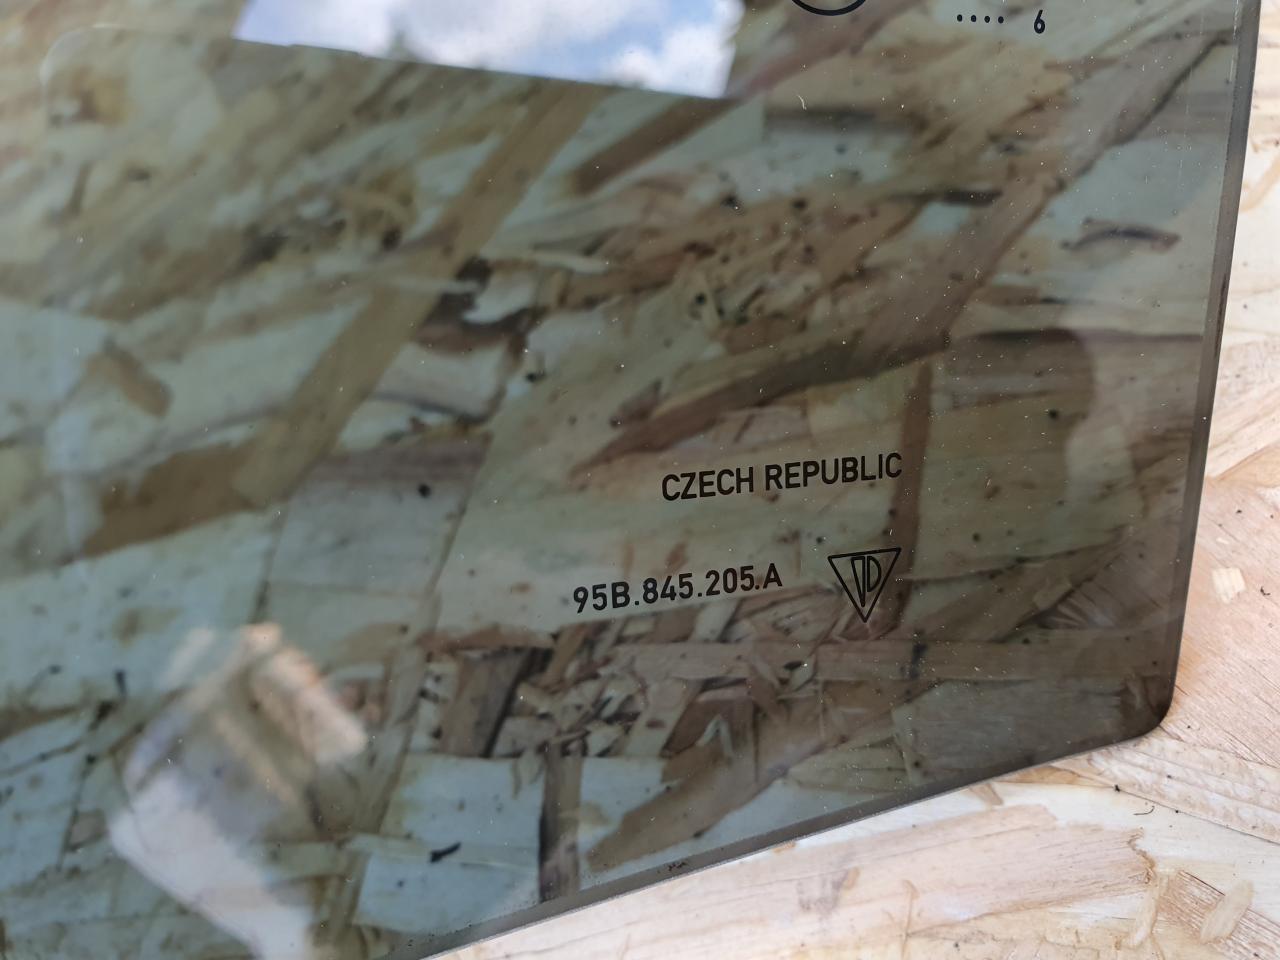 .... 6
CZECH REPUBLIC
95B.845.205.A